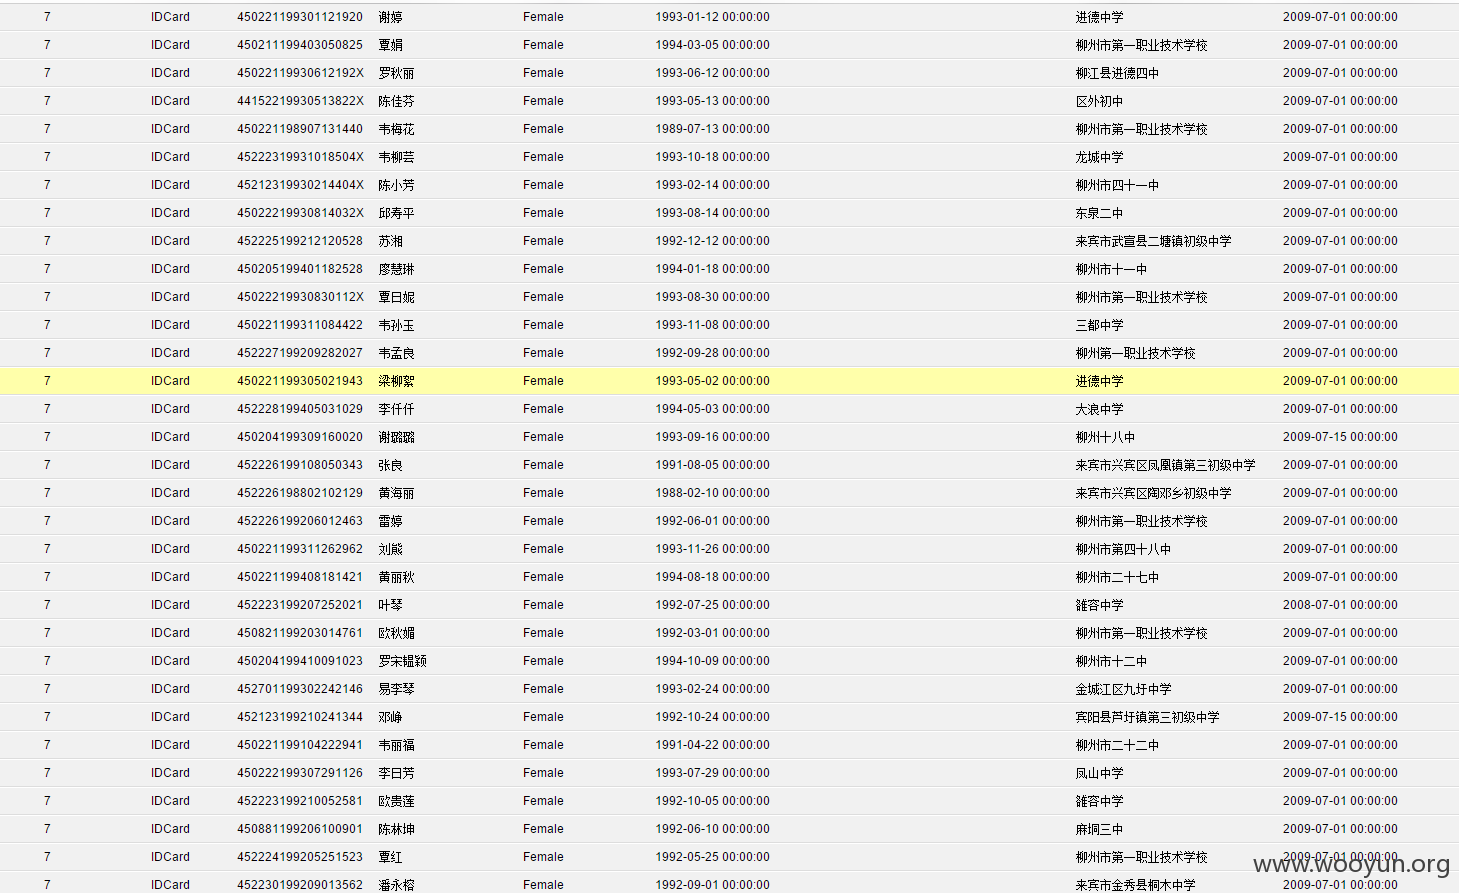 7 IDCard 450221199301121920 谢婷 Female 1993-01-12 00:00:00 进德中学 2009-07-01 00:00:00
7 IDCard 450211199403050825 覃娟 Female 1994-03-05 00:00:00 柳州市第一职业技术学校 2009-07-01 00:00:00
7 IDCard 45022119930612192X 罗秋丽 Female 1993-06-12 00:00:00 柳江县进德四中 2009-07-01 00:00:00
7 IDCard 44152219930513822X 陈佳芬 Female 1993-05-13 00:00:00 区外初中 2009-07-01 00:00:00
7 IDCard 450221198907131440 韦梅花 Female 1989-07-13 00:00:00 柳州市第一职业技术学校 2009-07-01 00:00:00
7 IDCard 45222319931018504X 韦柳芸 Female 1993-10-18 00:00:00 龙城中学 2009-07-01 00:00:00
7 IDCard 45212319930214404X 陈小芳 Female 1993-02-14 00:00:00 柳州市四十一中 2009-07-01 00:00:00
7 IDCard 45022219930814032X 邱寿平 Female 1993-08-14 00:00:00 东泉二中 2009-07-01 00:00:00
7 IDCard 452225199212120528 苏湘 Female 1992-12-12 00:00:00 来宾市武宣县二塘镇初级中学 2009-07-01 00:00:00
7 IDCard 450205199401182528 廖慧琳 Female 1994-01-18 00:00:00 柳州市十一中 2009-07-01 00:00:00
7 IDCard 45022219930830112X 覃日妮 Female 1993-08-30 00:00:00 柳州市第一职业技术学校 2009-07-01 00:00:00
7 IDCard 450221199311084422 韦孙玉 Female 1993-11-08 00:00:00 三都中学 2009-07-01 00:00:00
7 IDCard 452227199209282027 韦孟良 Female 1992-09-28 00:00:00 柳州第一职业技术学校 2009-07-01 00:00:00
7 IDCard 450221199305021943 梁柳絮 Female 1993-05-02 00:00:00 进德中学 2009-07-01 00:00:00
7 IDCard 452228199405031029 李仟仟 Female 1994-05-03 00:00:00 大浪中学 2009-07-01 00:00:00
7 IDCard 450204199309160020 谢璐璐 Female 1993-09-16 00:00:00 柳州十八中 2009-07-15 00:00:00
7 IDCard 452226199108050343 张良 Female 1991-08-05 00:00:00 来宾市兴宾区凤凰镇第三初级中学 2009-07-01 00:00:00
7 IDCard 452226198802102129 黄海丽 Female 1988-02-10 00:00:00 来宾市兴宾区陶邓乡初级中学 2009-07-01 00:00:00
7 IDCard 452226199206012463 雷婷 Female 1992-06-01 00:00:00 柳州市第一职业技术学校 2009-07-01 00:00:00
7 IDCard 450221199311262962 刘熊 Female 1993-11-26 00:00:00 柳州市第四十八中 2009-07-01 00:00:00
7 IDCard 450221199408181421 黄丽秋 Female 1994-08-18 00:00:00 柳州市二十七中 2009-07-01 00:00:00
7 IDCard 452223199207252021 叶琴 Female 1992-07-25 00:00:00 雒容中学 2008-07-01 00:00:00
7 IDCard 450821199203014761 欧秋媚 Female 1992-03-01 00:00:00 柳州市第一职业技术学校 2009-07-01 00:00:00
7 IDCard 450204199410091023 罗宋韫颖 Female 1994-10-09 00:00:00 柳州市十二中 2009-07-01 00:00:00
7 IDCard 452701199302242146 易李琴 Female 1993-02-24 00:00:00 金城江区九圩中学 2009-07-01 00:00:00
7 IDCard 452123199210241344 邓峥 Female 1992-10-24 00:00:00 宾阳县芦圩镇第三初级中学 2009-07-15 00:00:00
7 IDCard 450221199104222941 韦丽福 Female 1991-04-22 00:00:00 柳州市二十二中 2009-07-01 00:00:00
7 IDCard 450222199307291126 李日芳 Female 1993-07-29 00:00:00 凤山中学 2009-07-01 00:00:00
7 IDCard 452223199210052581 欧贵莲 Female 1992-10-05 00:00:00 雒容中学 2009-07-01 00:00:00
7 IDCard 450881199206100901 陈林坤 Female 1992-06-10 00:00:00 麻垌三中 2009-07-01 00:00:00
7 IDCard 452224199205251523 覃红 Female 1992-05-25 00:00:00 柳州市第一职业技术学校 2009-07-01 00:00:00
7 IDCard 452230199209013562 潘永榕 Female 1992-09-01 00:00:00 来宾市金秀县桐木中学 2009-07-01 00:00:00
www.wooyun.org